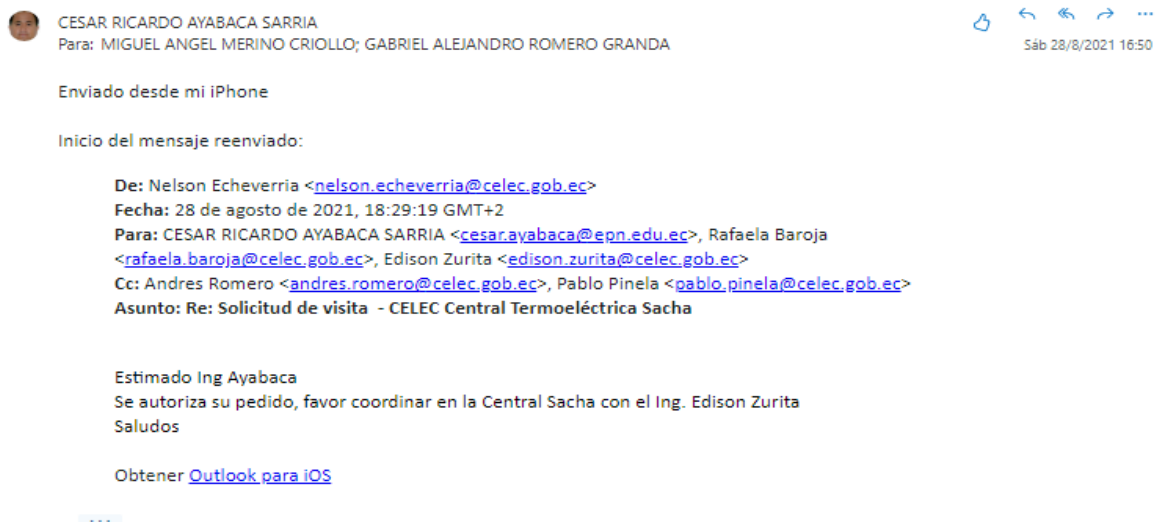 CESAR RICARDO AYABACA SARRIA
Para: MIGUEL ANGEL MERINO CRIOLLO; GABRIEL ALEJANDRO ROMERO GRANDA
Sáb 28/8/2021 16:50
Enviado desde mi iPhone
Inicio del mensaje reenviado:
De: Nelson Echeverria <nelson.echeverria@celec.gob.ec>
Fecha: 28 de agosto de 2021, 18:29:19 GMT+2
Para: CESAR RICARDO AYABACA SARRIA <cesar.ayabaca@epn.edu.ec>, Rafaela Baroja
<rafaela.baroja@celec.gob.ec>, Edison Zurita <edison.zurita@celec.gob.ec>
Cc: Andres Romero <andres.romero@celec.gob.ec>, Pablo Pinela <pablo.pinela@celec.gob.ec>
Asunto: Re: Solicitud de visita - CELEC Central Termoeléctrica Sacha
Estimado Ing Ayabaca
Se autoriza su pedido, favor coordinar en la Central Sacha con el Ing. Edison Zurita
Saludos
Obtener Outlook para iOS